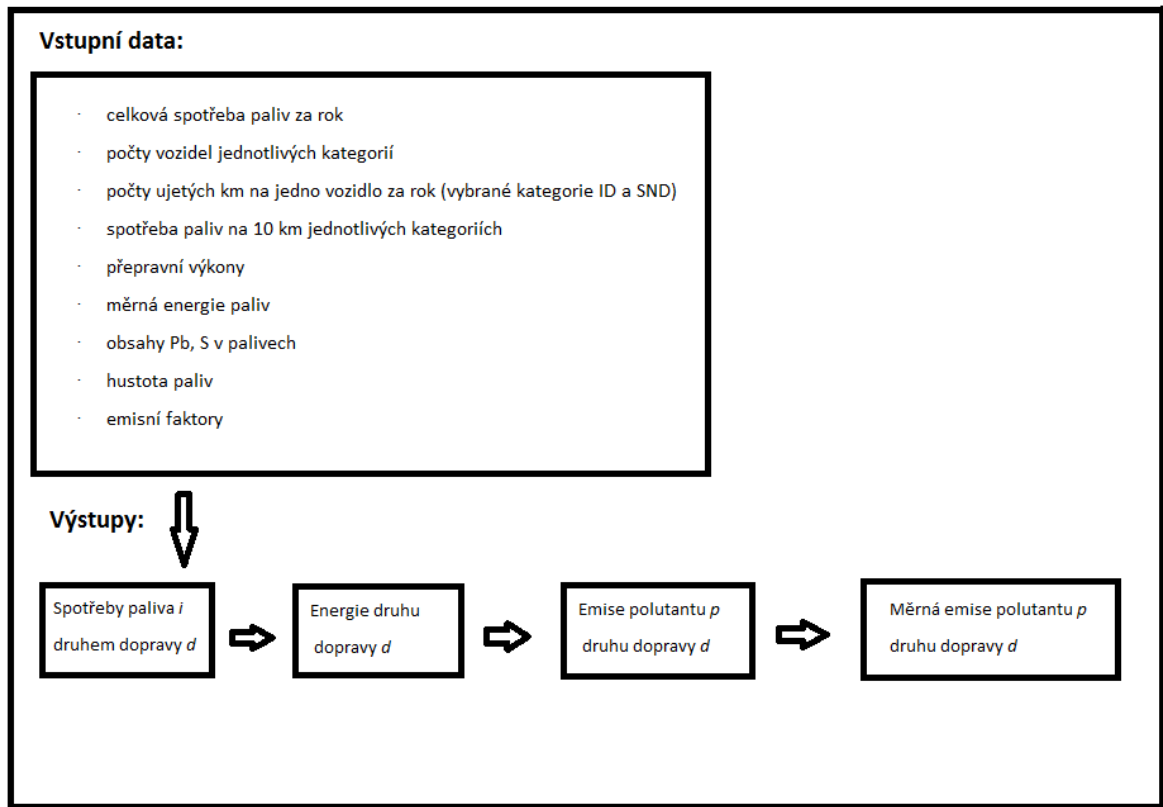 Vstupní data:
· celková spotřeba paliv za rok
· počty vozidel jednotlivých kategorií
· počty ujetých km na jedno vozidlo za rok (vybrané kategorie ID a SND)
· spotřeba paliv na 10 km jednotlivých kategoriích
· přepravní výkony
· měrná energie paliv
· obsahy Pb, S v palivech
· hustota paliv
· emisní faktory
Výstupy:
Spotřeby paliva i
druhem dopravy d
Energie druhu
dopravy d
Emise polutantu p
druhu dopravy d
Měrná emise polutantu p
druhu dopravy d